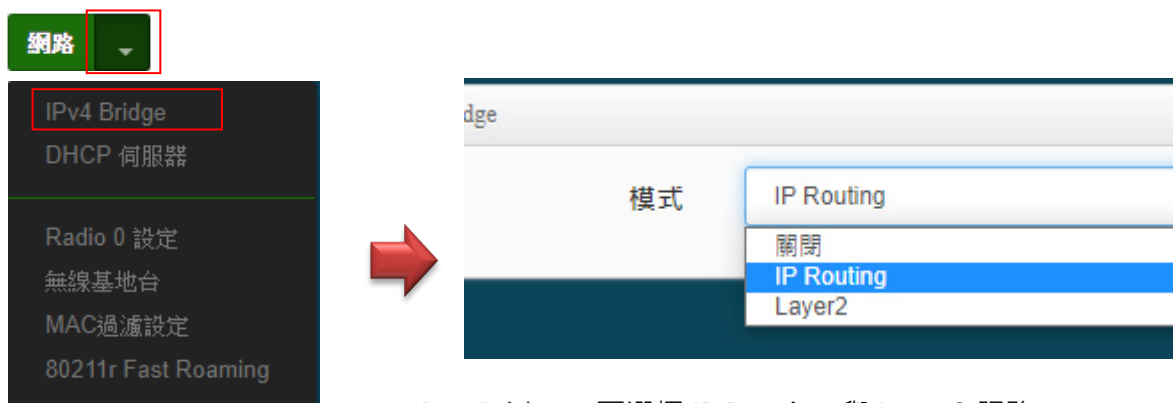 網路
IPv4 Bridge
DHCP 伺服器
Radio 0 設定
無線基地台
MAC過濾設定
80211r Fast Roaming
dge
模式
IP Routing
關閉
IP Routing
Layer2